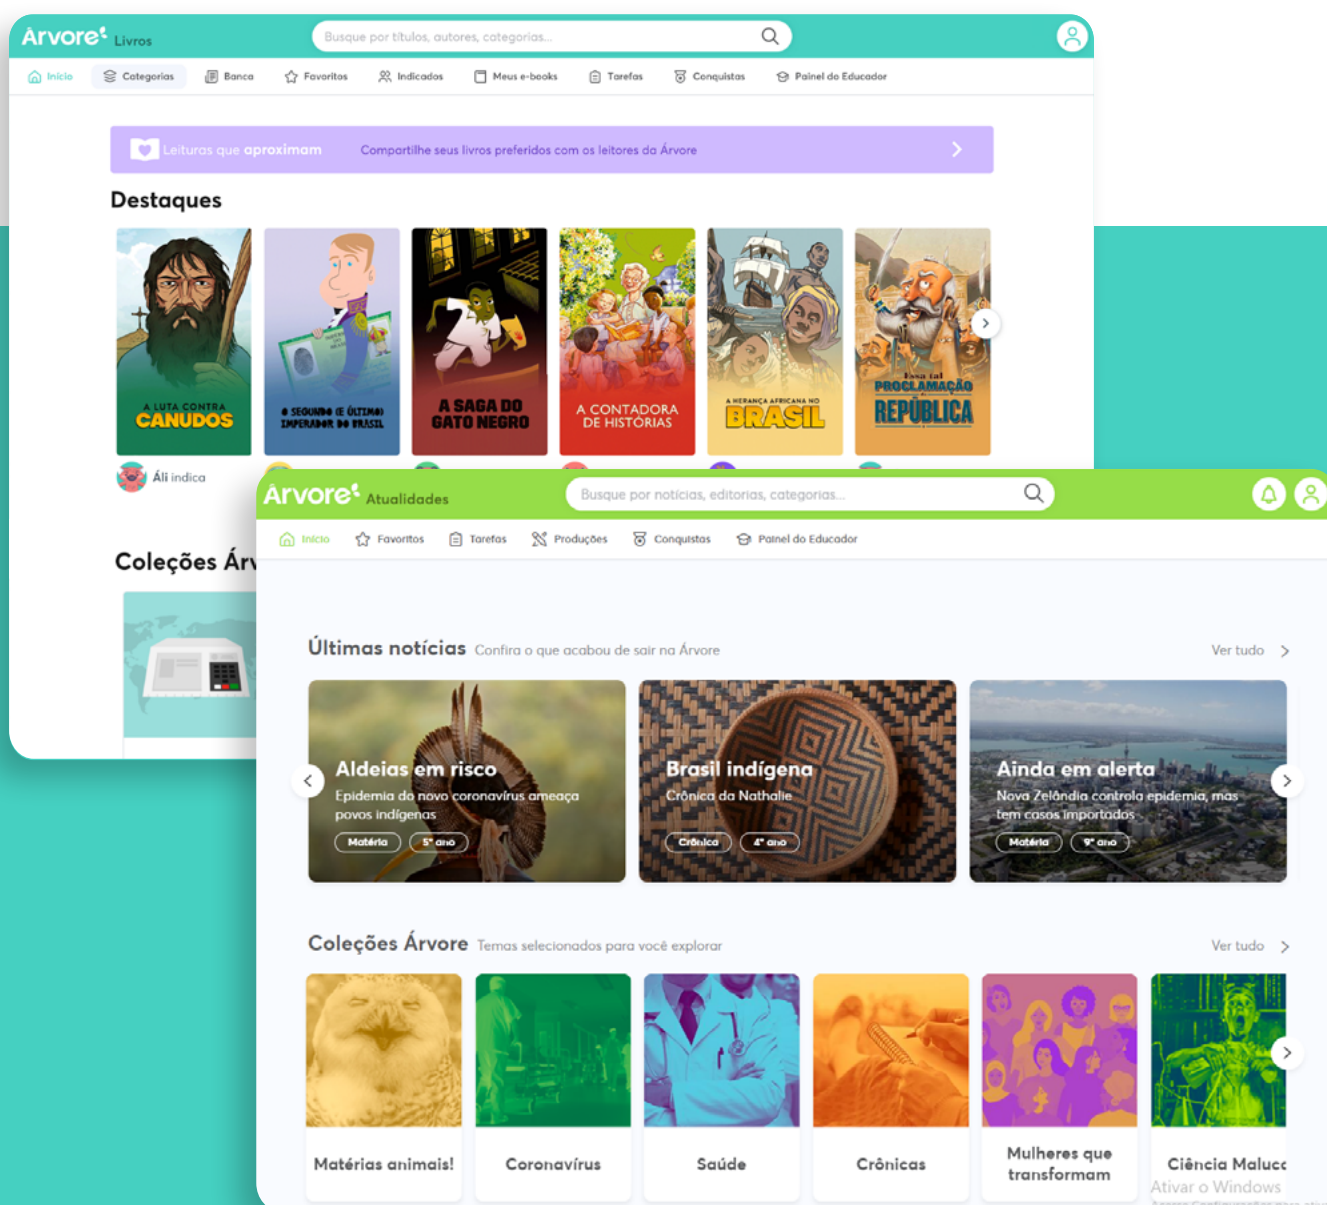 Árvore Livros
Busque por títulos, autores, categorias...
Início Categorias Banca Favoritos Indicados Meus e-books Tarefas Conquistas Painel do Educador
Leituras que aproximam Compartilhe seus livros preferidos com os leitores da Árvore
Destaques
A LUTA CONTRA
CANUDOS
O SEGUNDO (E ÚLTIMO)
IMPERADOR DO BRASIL
A SAGA DO
GATO NEGRO
A CONTADORA
DE HISTÓRIAS
A HERANÇA AFRICANA NO
BRASIL
Essa tal
PROCLAMAÇÃO
REPÚBLICA
Áli indica
Coleções Árv
Árvore Atualidades
Busque por notícias, editorias, categorias...
Início Favoritos Tarefas Produções Conquistas Painel do Educador
Últimas notícias Confira o que acabou de sair na Árvore Ver tudo
Aldeias em risco
Epidemia do novo coronavírus ameaça
povos indígenas
Matéria 5º ano
Brasil indígena
Crônica da Nathalie
Crônica 4º ano
Ainda em alerta
Nova Zelândia controla epidemia, mas
tem casos importados
Matéria 9º ano
Coleções Árvore Temas selecionados para você explorar Ver tudo
Matérias animais!
Coronavírus
Saúde
Crônicas
Mulheres que
transformam
Ciência Maluc
Ativar o Windows